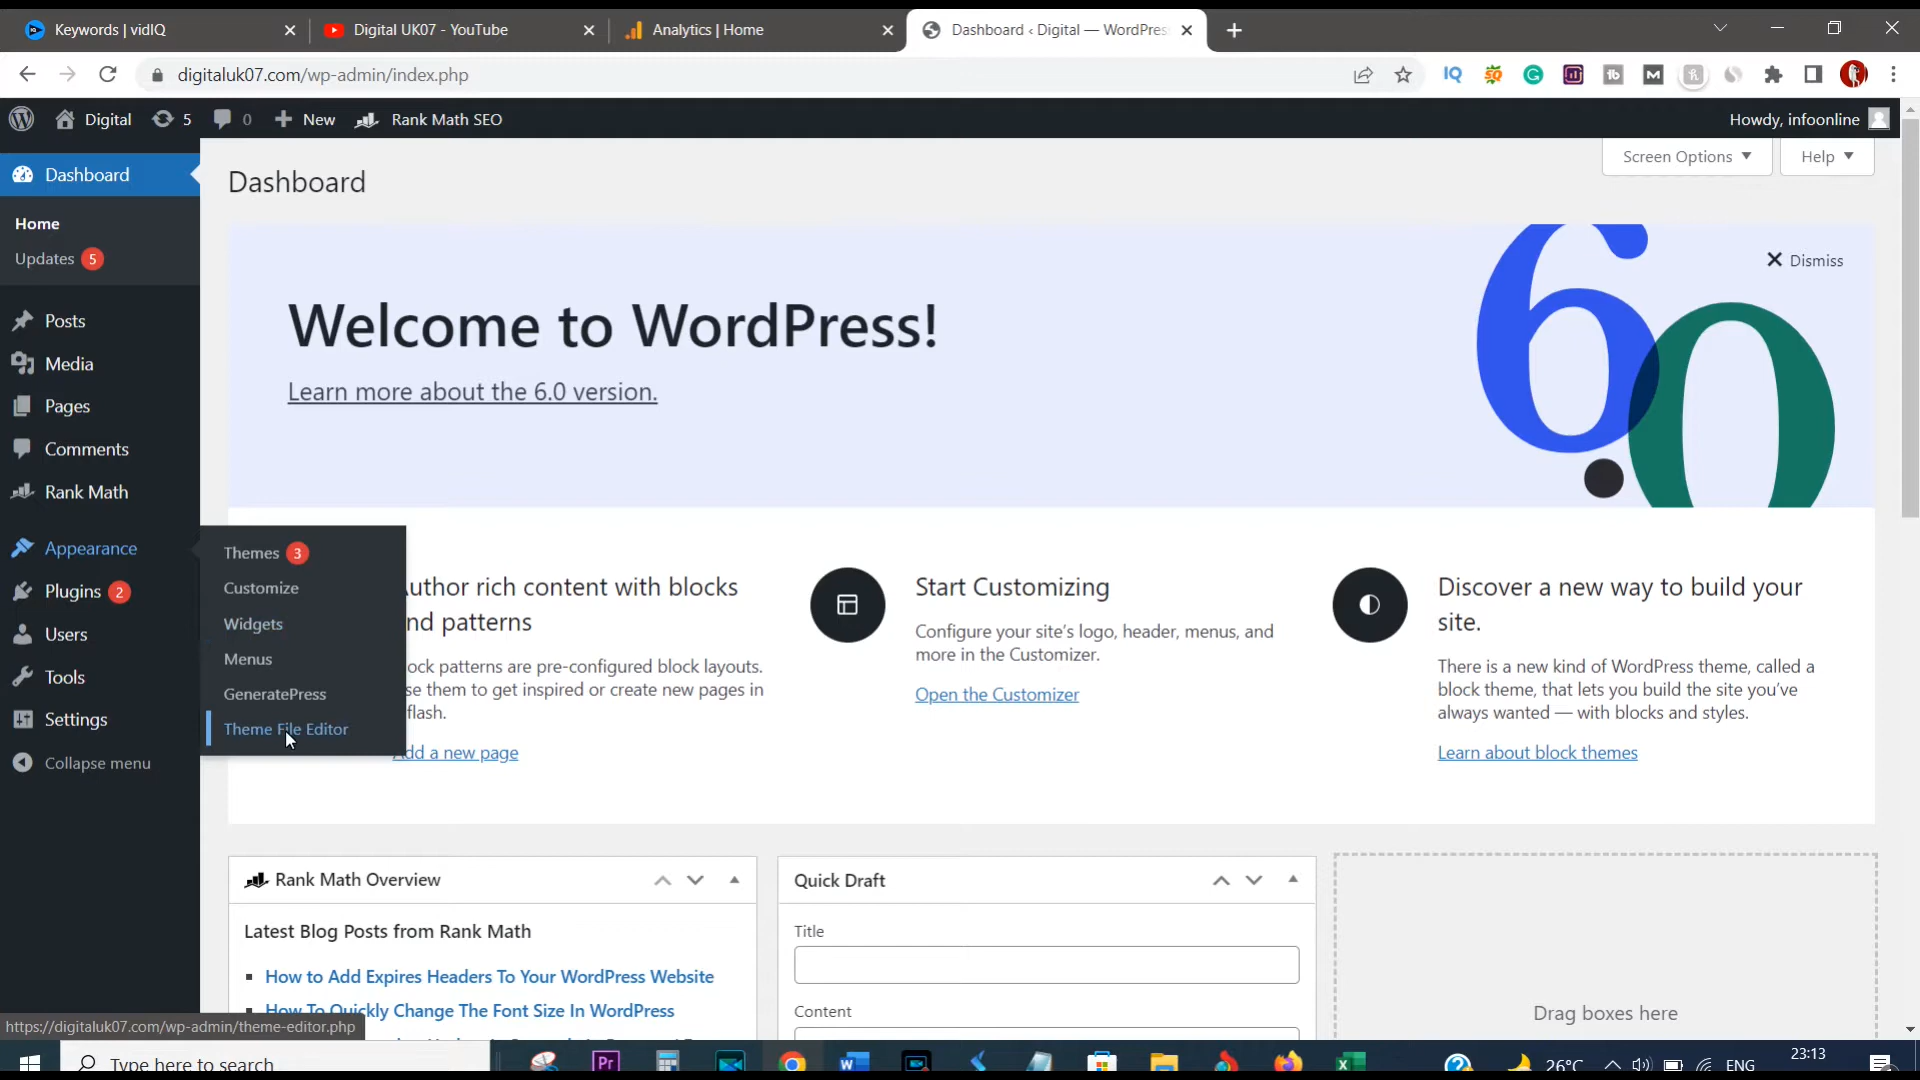 Keywords | vidIQ
Digital UK07 - YouTube
Analytics | Home
Dashboard ‹ Digital — WordPres
digitaluk07.com/wp-admin/index.php
Digital
5
0
New
Rank Math SEO
Howdy, infoonline
Dashboard
Home
Updates 5
Posts
Media
Pages
Comments
Rank Math
Appearance
Plugins 2
Users
Tools
Settings
Collapse menu
Themes 3
Customize
Widgets
Menus
GeneratePress
Theme File Editor
Screen Options
Help
Dashboard
Dismiss
Welcome to WordPress!
Learn more about the 6.0 version.
6.0
uthor rich content with blocks
nd patterns
ock patterns are pre-configured block layouts.
se them to get inspired or create new pages in
flash.
dd a new page
Start Customizing
Configure your site's logo, header, menus, and
more in the Customizer.
Open the Customizer
Discover a new way to build your
site.
There is a new kind of WordPress theme, called a
block theme, that lets you build the site you've
always wanted — with blocks and styles.
Learn about block themes
Rank Math Overview
Latest Blog Posts from Rank Math
How to Add Expires Headers To Your WordPress Website
How To Quickly Change The Font Size In WordPress
Quick Draft
Title
Content
Drag boxes here
https://digitaluk07.com/wp-admin/theme-editor.php
Type here to search
26°C
ENG
23:13